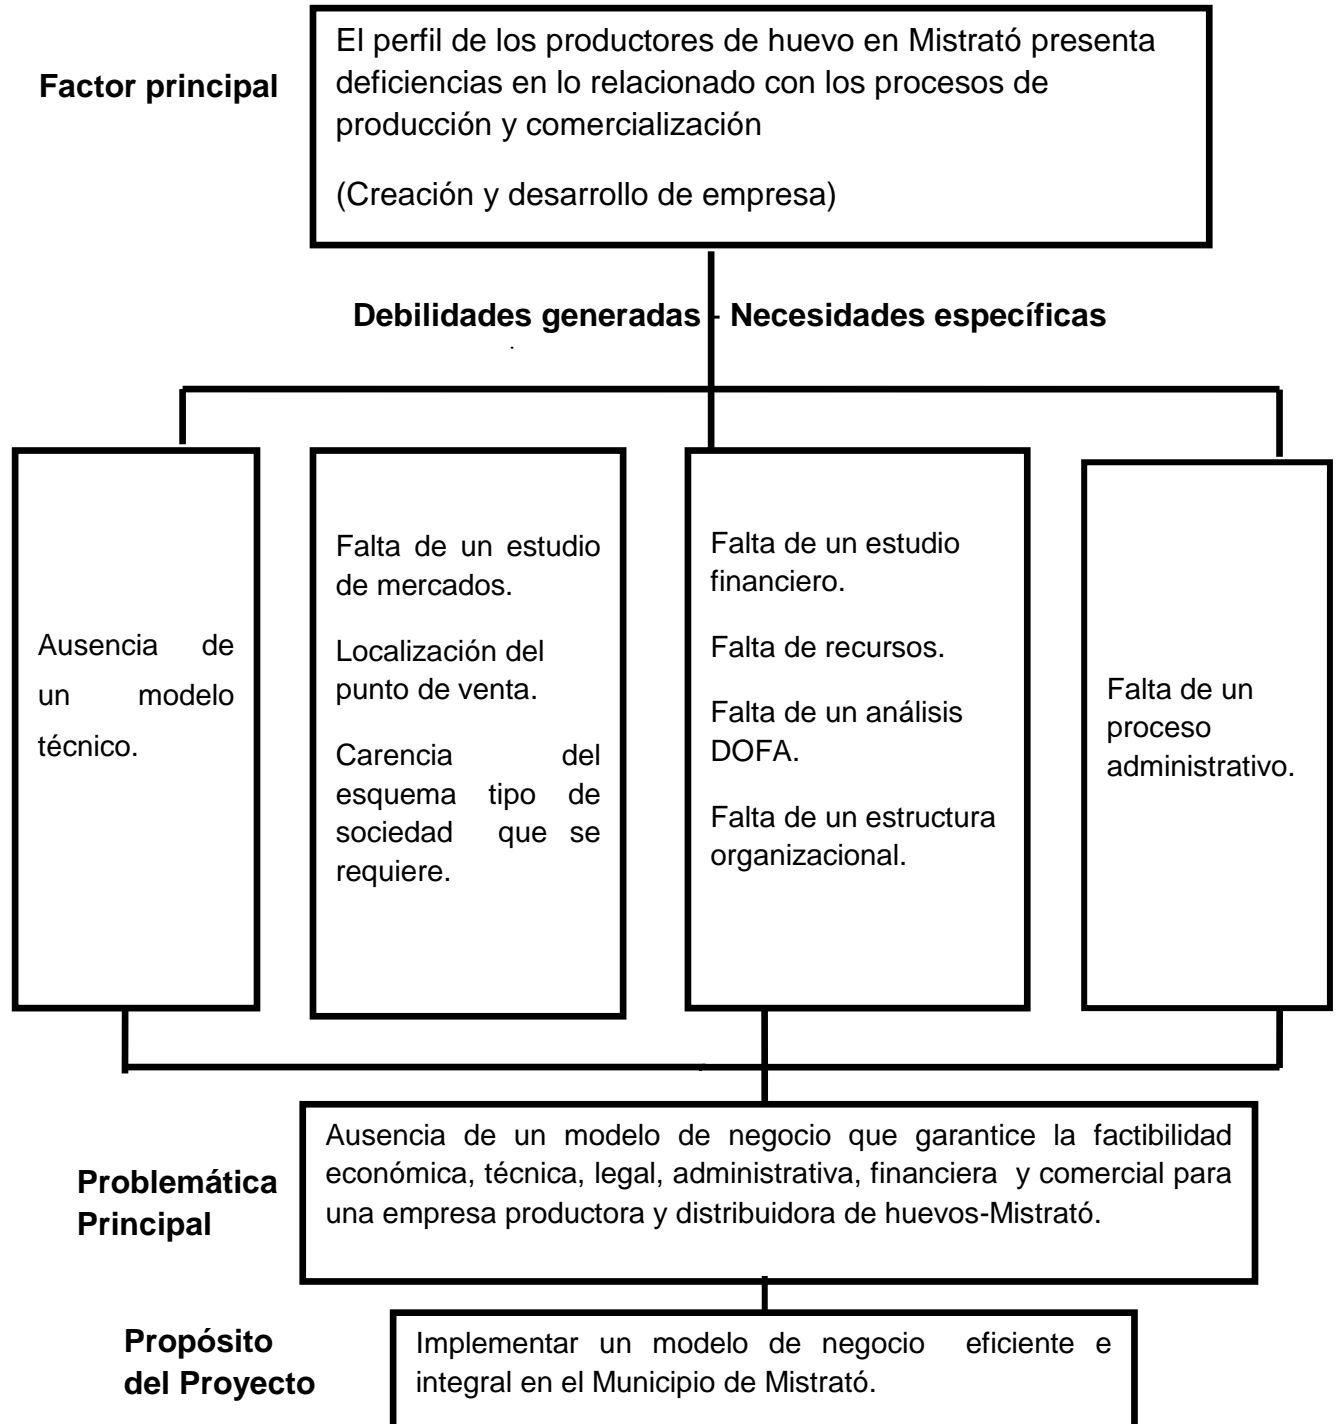 Factor principal
El perfil de los productores de huevo en Mistrató presenta
deficiencias en lo relacionado con los procesos de
producción y comercialización
(Creación y desarrollo de empresa)
Debilidades generadas - Necesidades específicas
Ausencia de
un modelo
técnico.
Falta de un estudio
de mercados.
Localización del
punto de venta.
Carencia del
esquema tipo de
sociedad que se
requiere.
Falta de un estudio
financiero.
Falta de recursos.
Falta de un análisis
DOFA.
Falta de un estructura
organizacional.
Falta de un
proceso
administrativo.
Problemática
Principal
Ausencia de un modelo de negocio que garantice la factibilidad
económica, técnica, legal, administrativa, financiera y comercial para
una empresa productora y distribuidora de huevos-Mistrató.
Propósito
del Proyecto
Implementar un modelo de negocio eficiente e
integral en el Municipio de Mistrató.